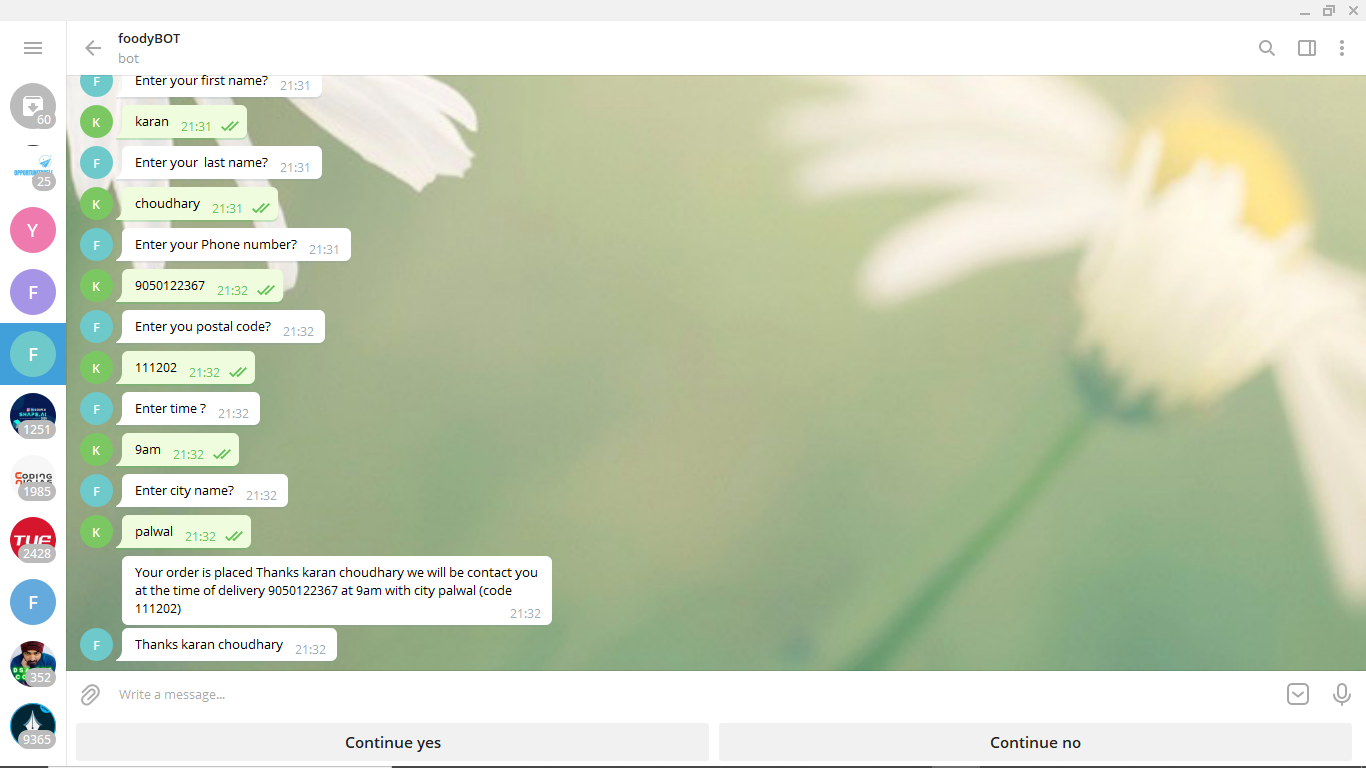 foodyBOT
bot
60
25
Y
F
F
1251
CODING
1985
TUF
2428
F
352
9365
F
Enter your first name? 21:31
K
karan 21:31
F
Enter your last name? 21:31
K
choudhary 21:31
F
Enter your Phone number? 21:31
K
9050122367 21:32
F
Enter you postal code? 21:32
K
111202 21:32
F
Enter time ? 21:32
K
9am 21:32
F
Enter city name? 21:32
K
palwal 21:32
Your order is placed Thanks karan choudhary we will be contact you
at the time of delivery 9050122367 at 9am with city palwal (code
111202) 21:32
F
Thanks karan choudhary 21:32
Write a message...
Continue yes
Continue no